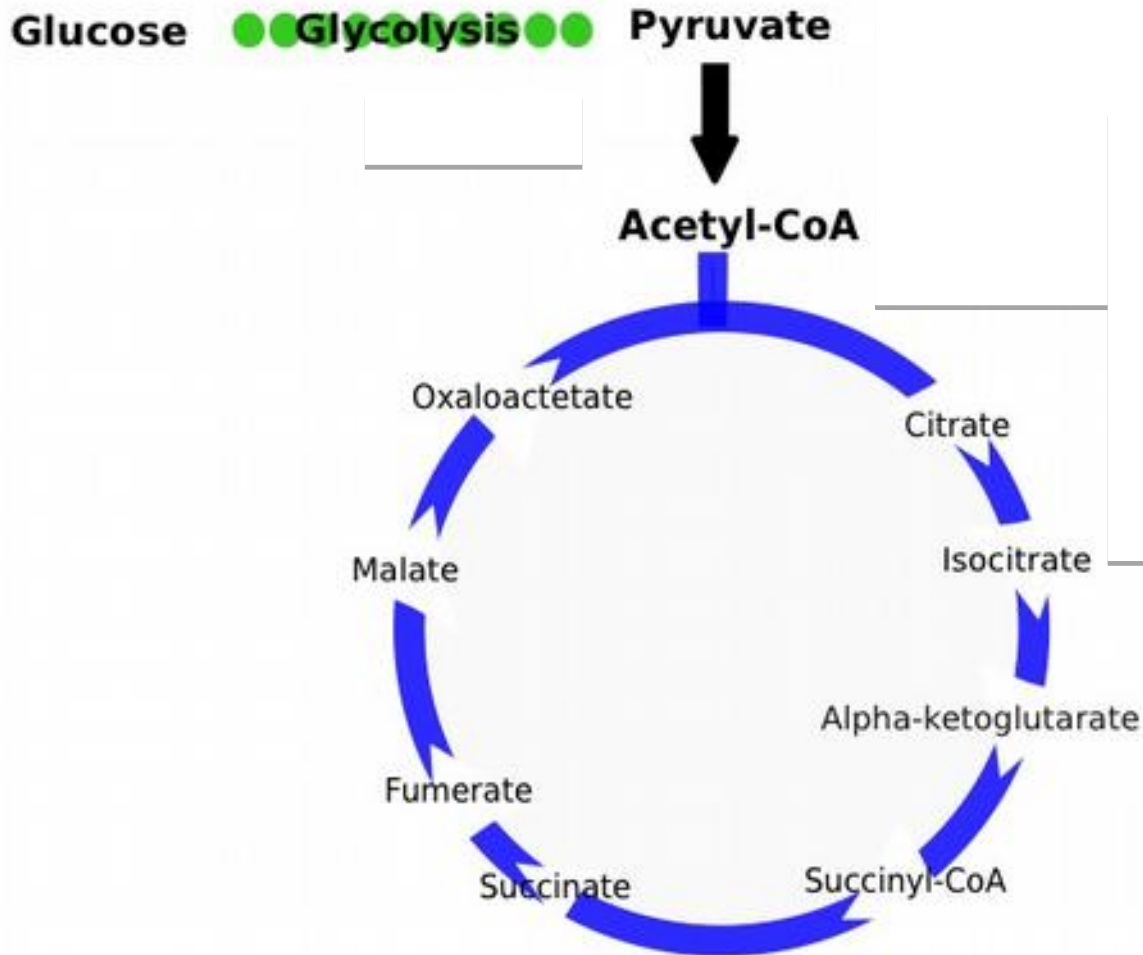 Glucose
Glycolysis
Pyruvate
Acetyl-CoA
Oxaloactetate
Citrate
Malate
Isocitrate
Alpha-ketoglutarate
Fumerate
Succinate
Succinyl-CoA